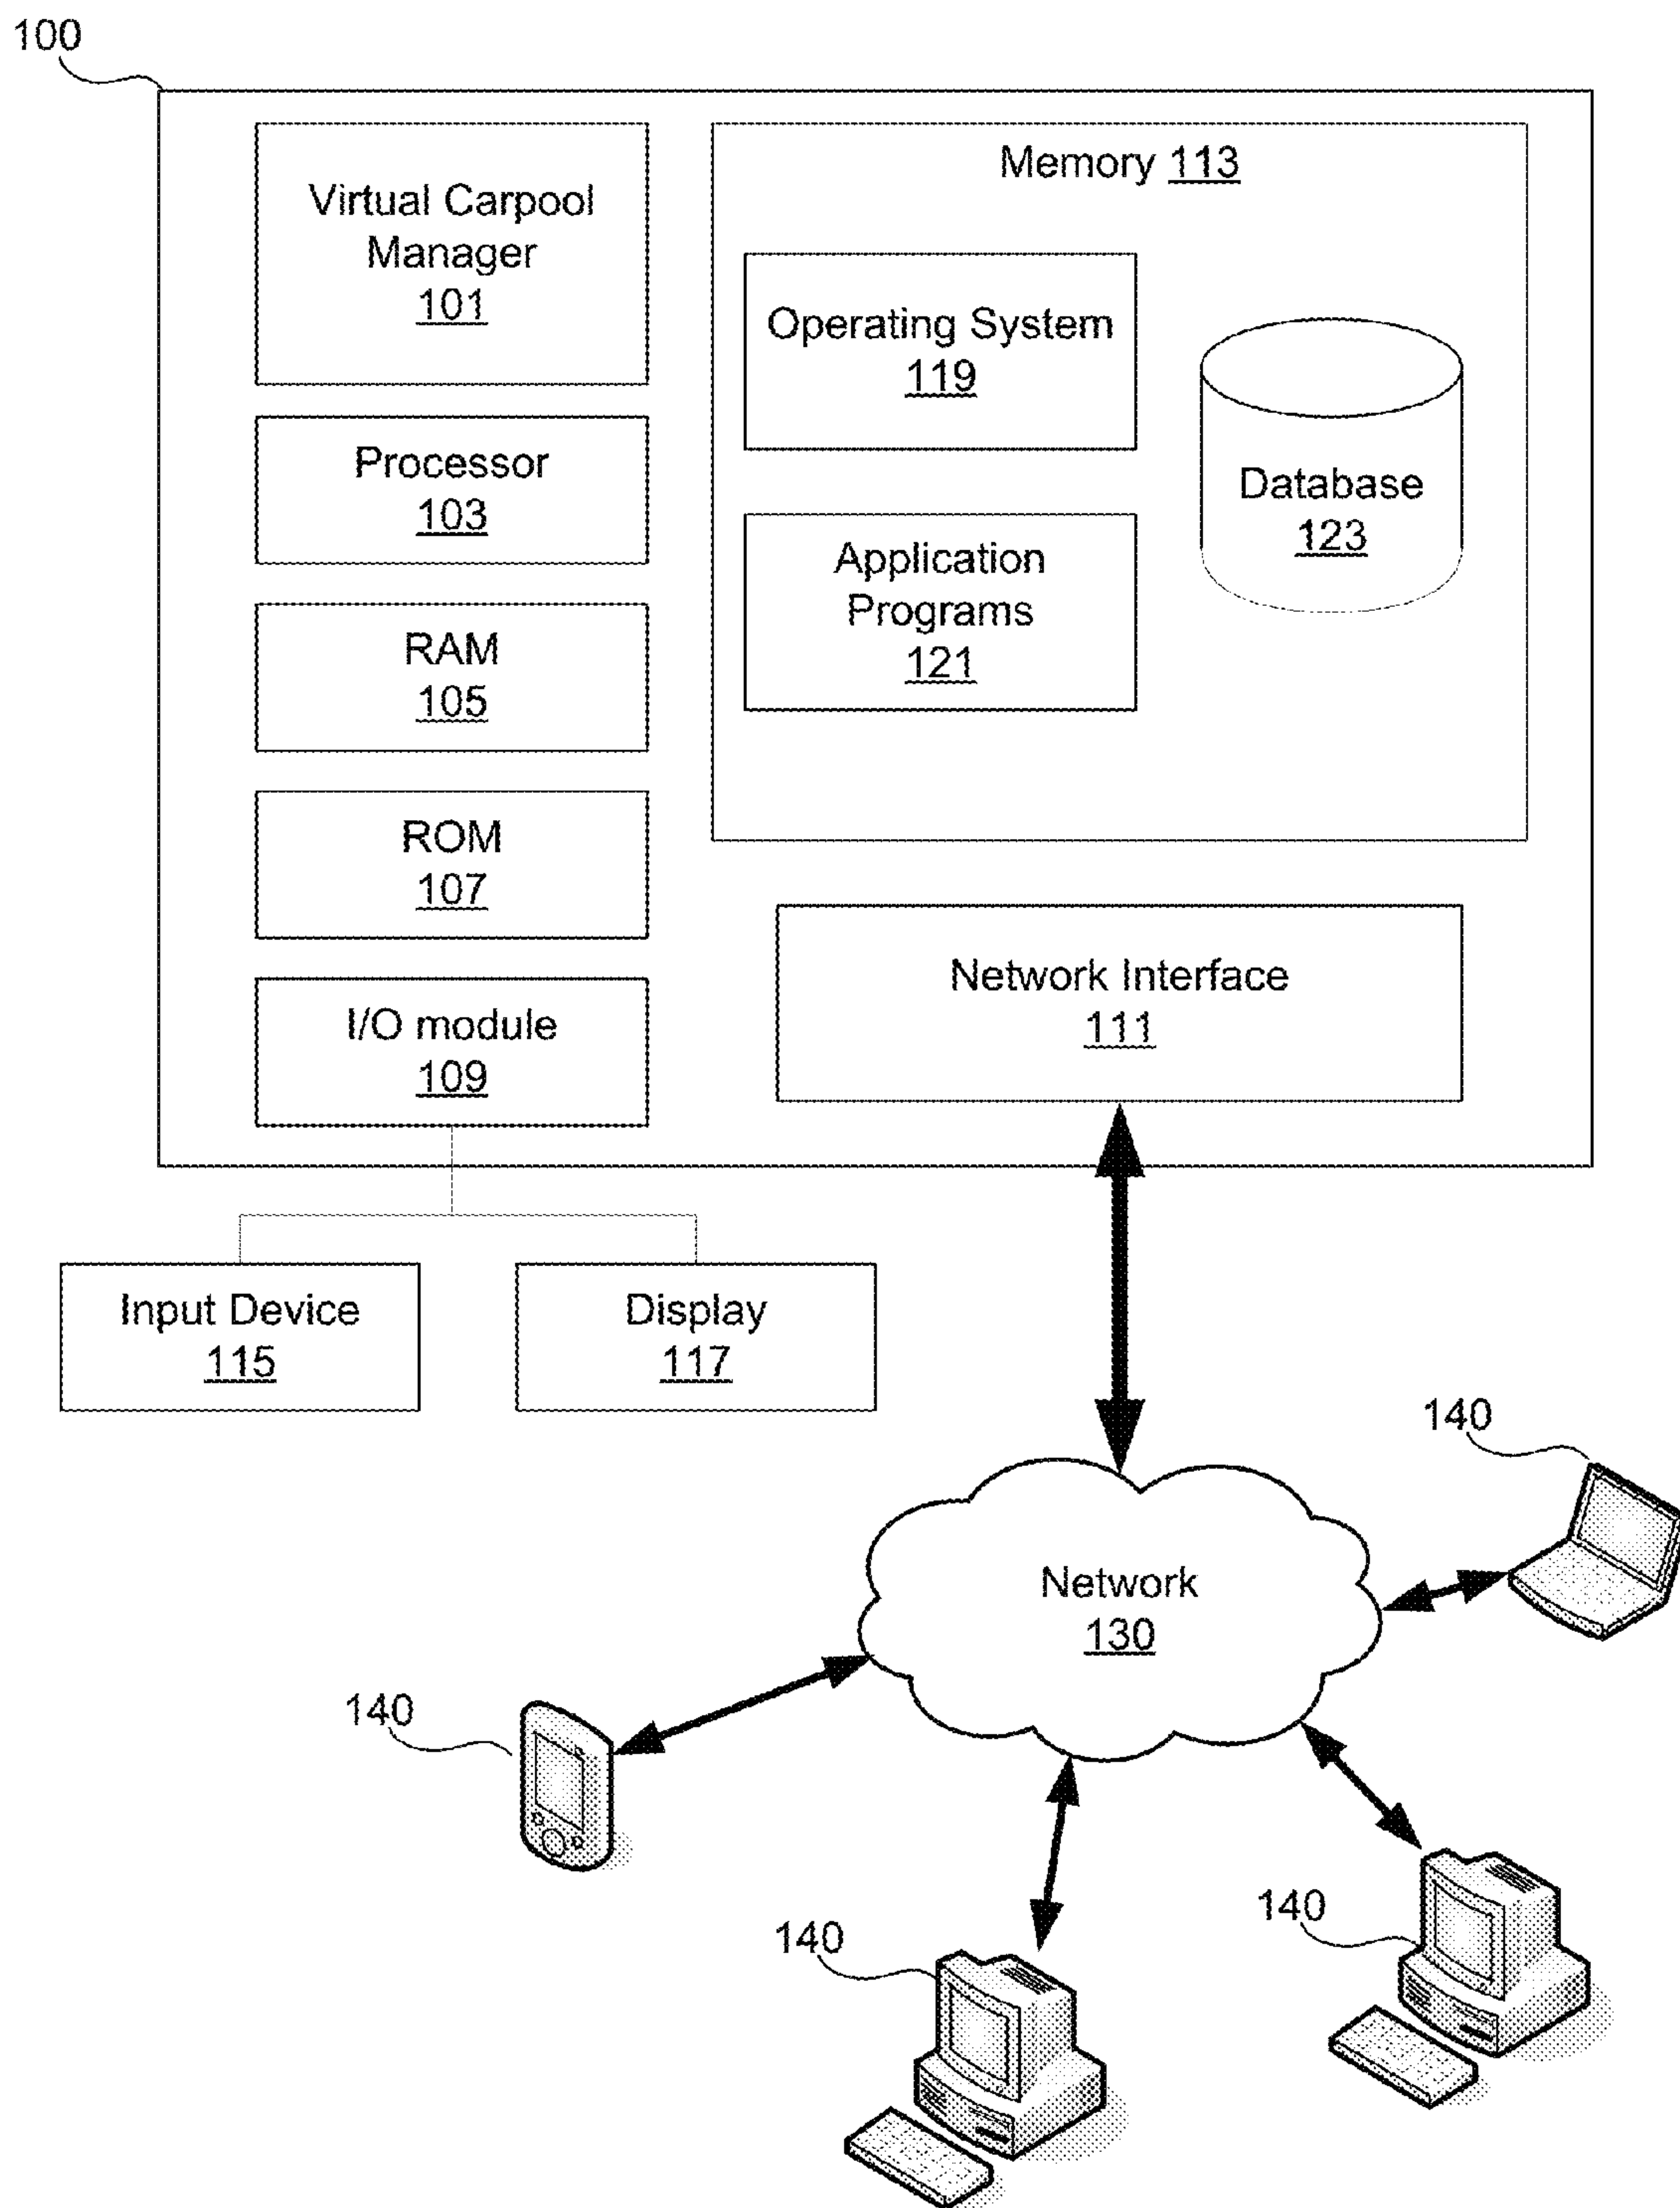 100
Virtual Carpool
Manager
101
Processor
103
RAM
105
ROM
107
I/O module
109
Memory 113
Operating System
119
Application
Programs
121
Database
123
Network Interface
111
Input Device
115
Display
117
Network
130
140
140
140
140